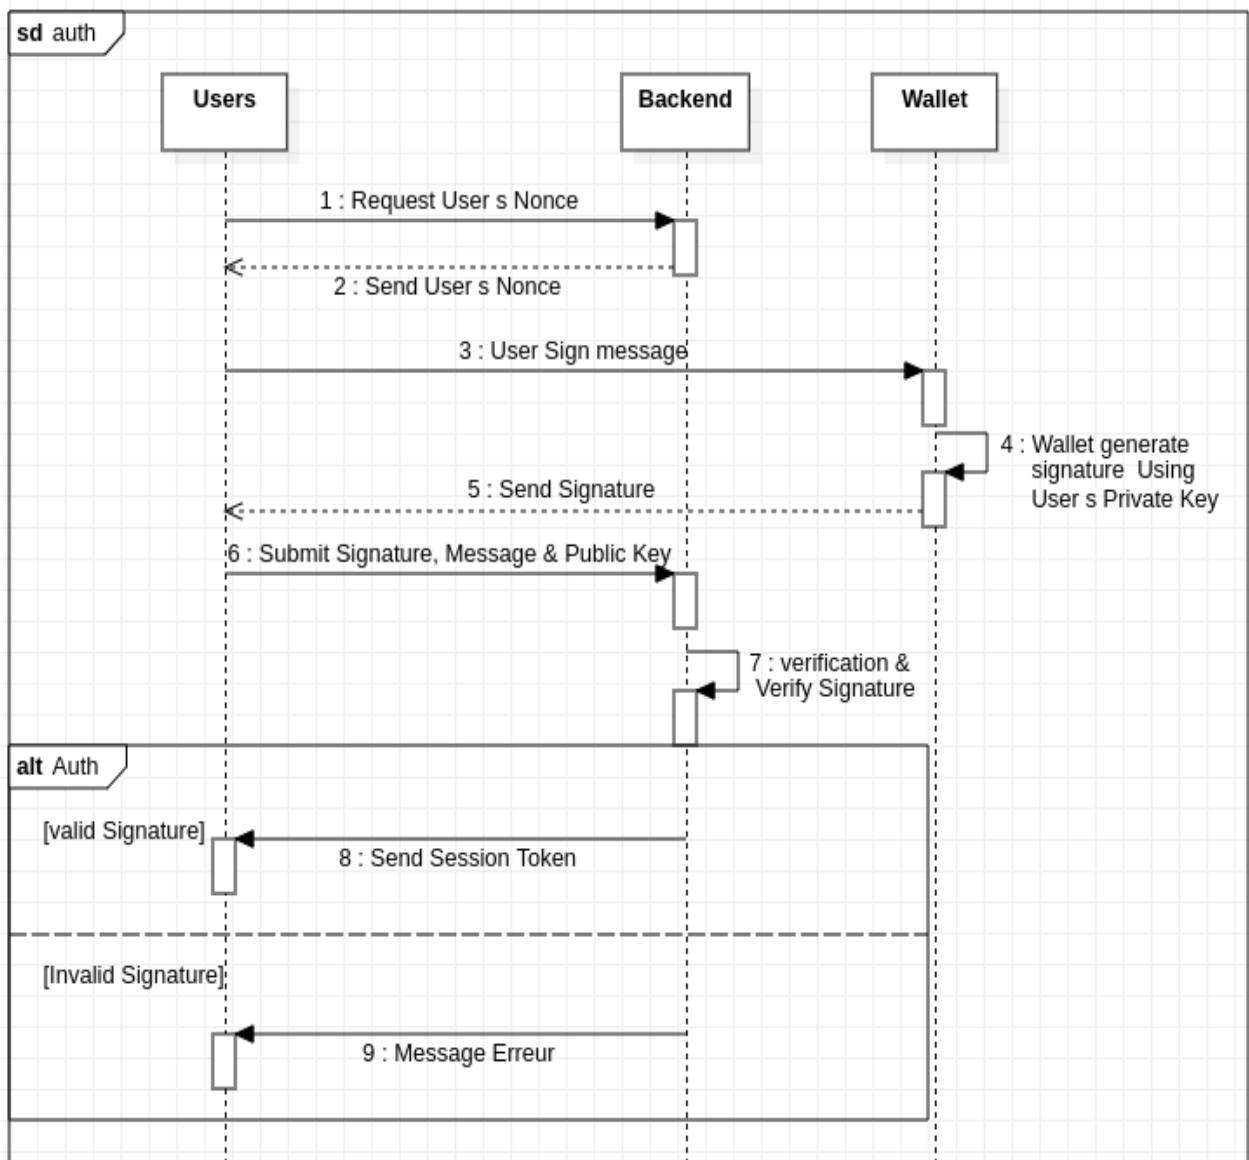 sd auth
Users
Backend
Wallet
1 : Request User s Nonce
2 : Send User s Nonce
3 : User Sign message
4 : Wallet generate
signature  Using
User s Private Key
5 : Send Signature
6 : Submit Signature, Message & Public Key
7 : verification &
Verify Signature
alt Auth
[valid Signature]
8 : Send Session Token
[Invalid Signature]
9 : Message Erreur